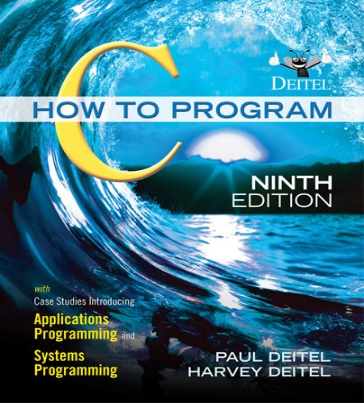 DEITEL
C
HOW TO PROGRAM
NINTH
EDITION
with
Case Studies Introducing
Applications
Programming and
Systems
Programming
PAUL DEITEL
HARVEY DEITEL